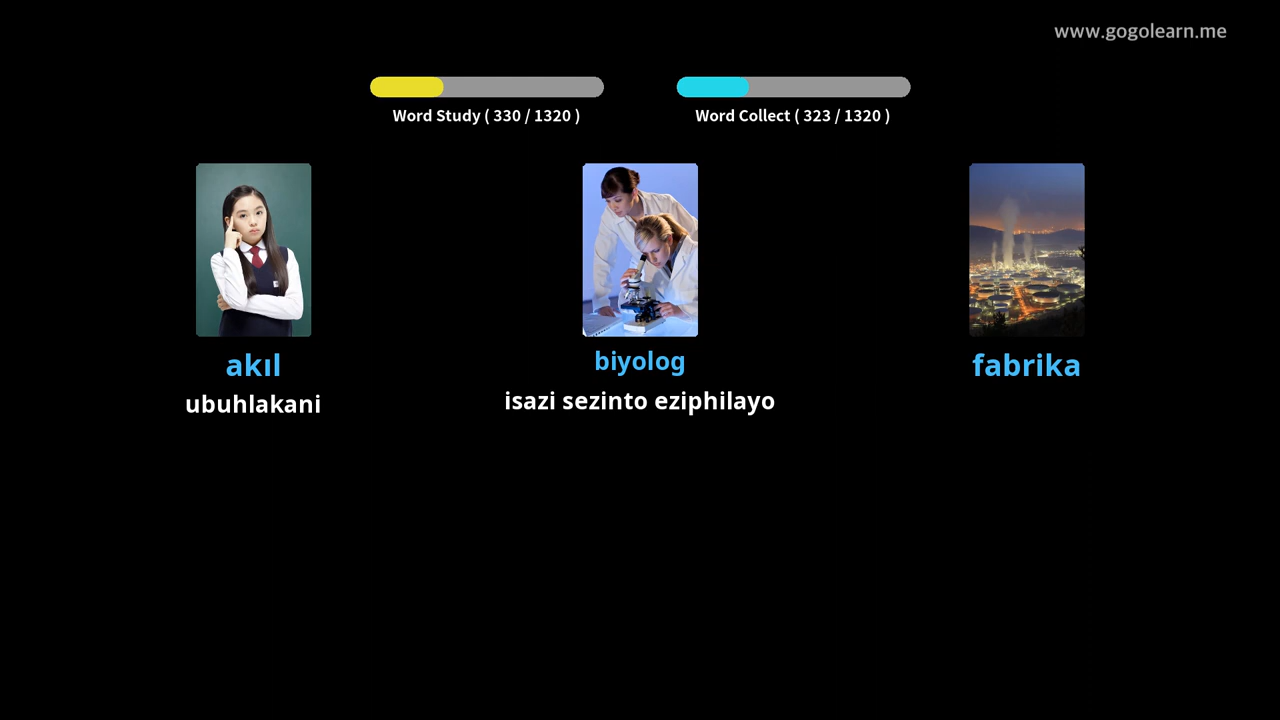 www.gogolearn.me
Word Study ( 330 / 1320 )
Word Collect ( 323 / 1320 )
akıl
ubuhlakani
biyolog
isazi sezinto eziphilayo
fabrika